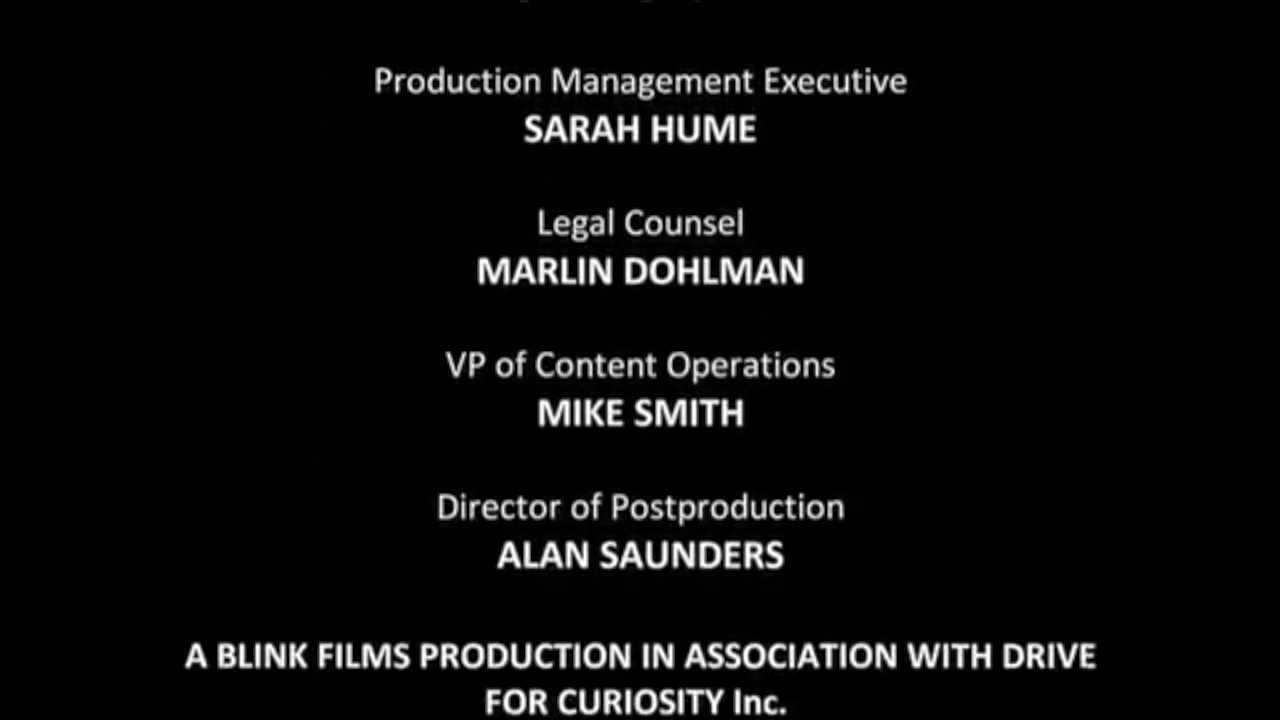 Production Management Executive
SARAH HUME
Legal Counsel
MARLIN DOHLMAN
VP of Content Operations
MIKE SMITH
Director of Postproduction
ALAN SAUNDERS
A BLINK FILMS PRODUCTION IN ASSOCIATION WITH DRIVE
FOR CURIOSITY Inc.